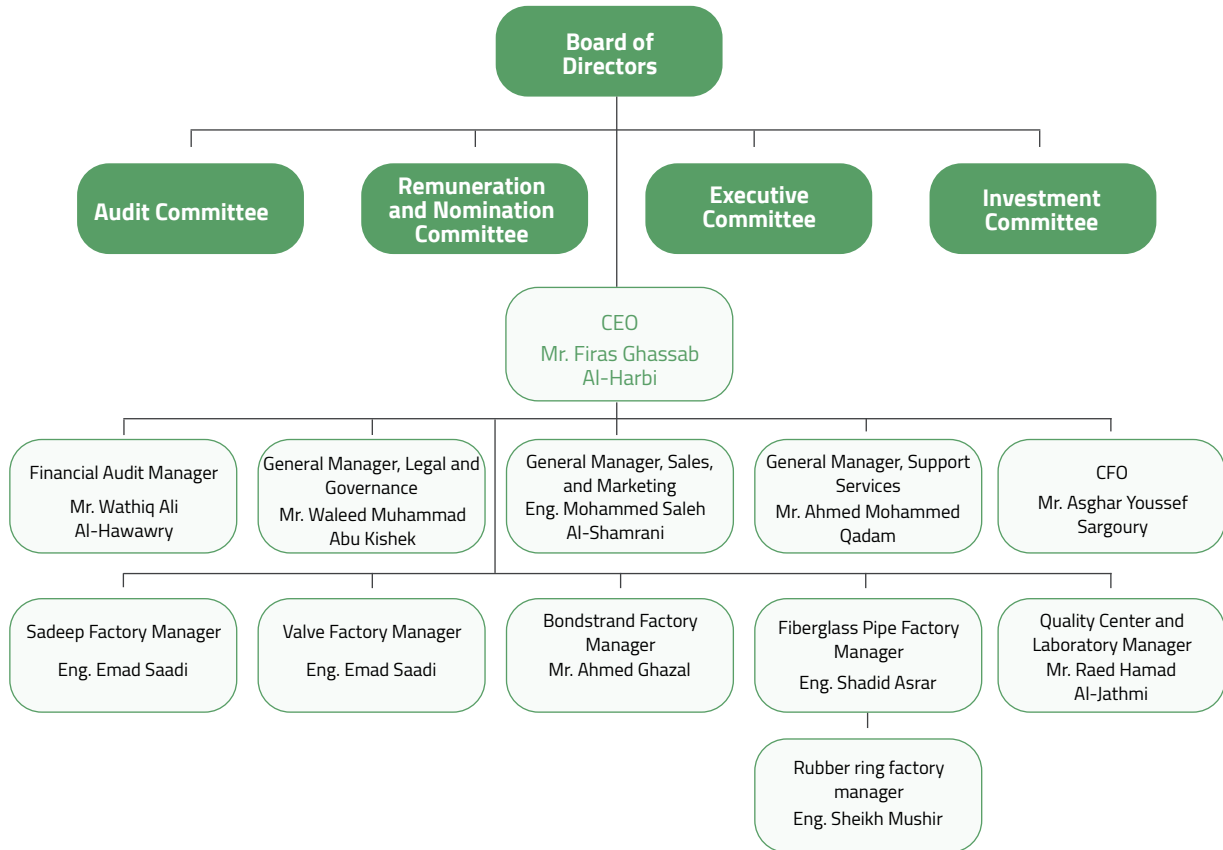 Board of
Directors
Audit Committee
Remuneration
and Nomination
Committee
Executive
Committee
Investment
Committee
CEO
Mr. Firas Ghassab
Al-Harbi
Financial Audit Manager
Mr. Wathiq Ali
Al-Hawawry
General Manager, Legal and
Governance
Mr. Waleed Muhammad
Abu Kishek
General Manager, Sales,
and Marketing
Eng. Mohammed Saleh
Al-Shamrani
General Manager, Support
Services
Mr. Ahmed Mohammed
Qadam
CFO
Mr. Asghar Youssef
Sargoury
Sadeep Factory Manager
Eng. Emad Saadi
Valve Factory Manager
Eng. Emad Saadi
Bondstrand Factory
Manager
Mr. Ahmed Ghazal
Fiberglass Pipe Factory
Manager
Eng. Shadid Asrar
Quality Center and
Laboratory Manager
Mr. Raed Hamad
Al-Jathmi
Rubber ring factory
manager
Eng. Sheikh Mushir